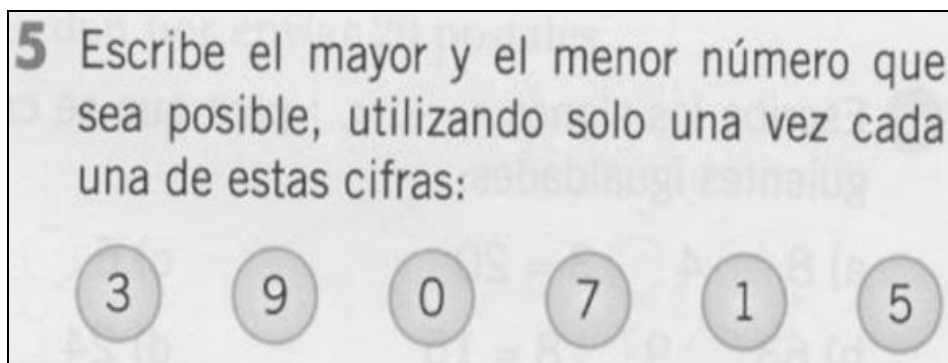 5 Escribe el mayor y el menor número que
sea posible, utilizando solo una vez cada
una de estas cifras:
3 9 0 7 1 5